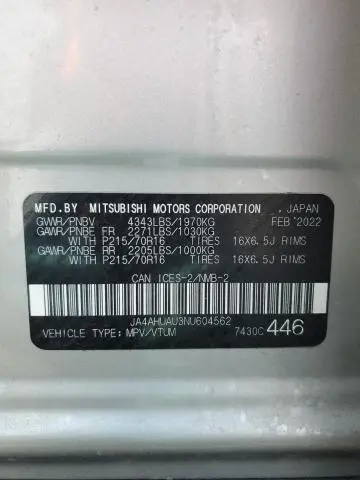 MFD.BY MITSUBISHI MOTORS CORPORATION , JAPAN
GVWR/PNBV 4343LBS/1970KG FEB '2022
GAWR/PNBE FR 2271LBS/1030KG
WITH P215/70R16 TIRES 16X6.5J RIMS
GAWR/PNBE RR 2205LBS/1000KG
WITH P215/70R16 TIRES 16X6.5J RIMS
CAN ICES-2/NMB-2
JA4AHUAU3NU604562
VEHICLE TYPE: MPV/VTUM 7430C 446